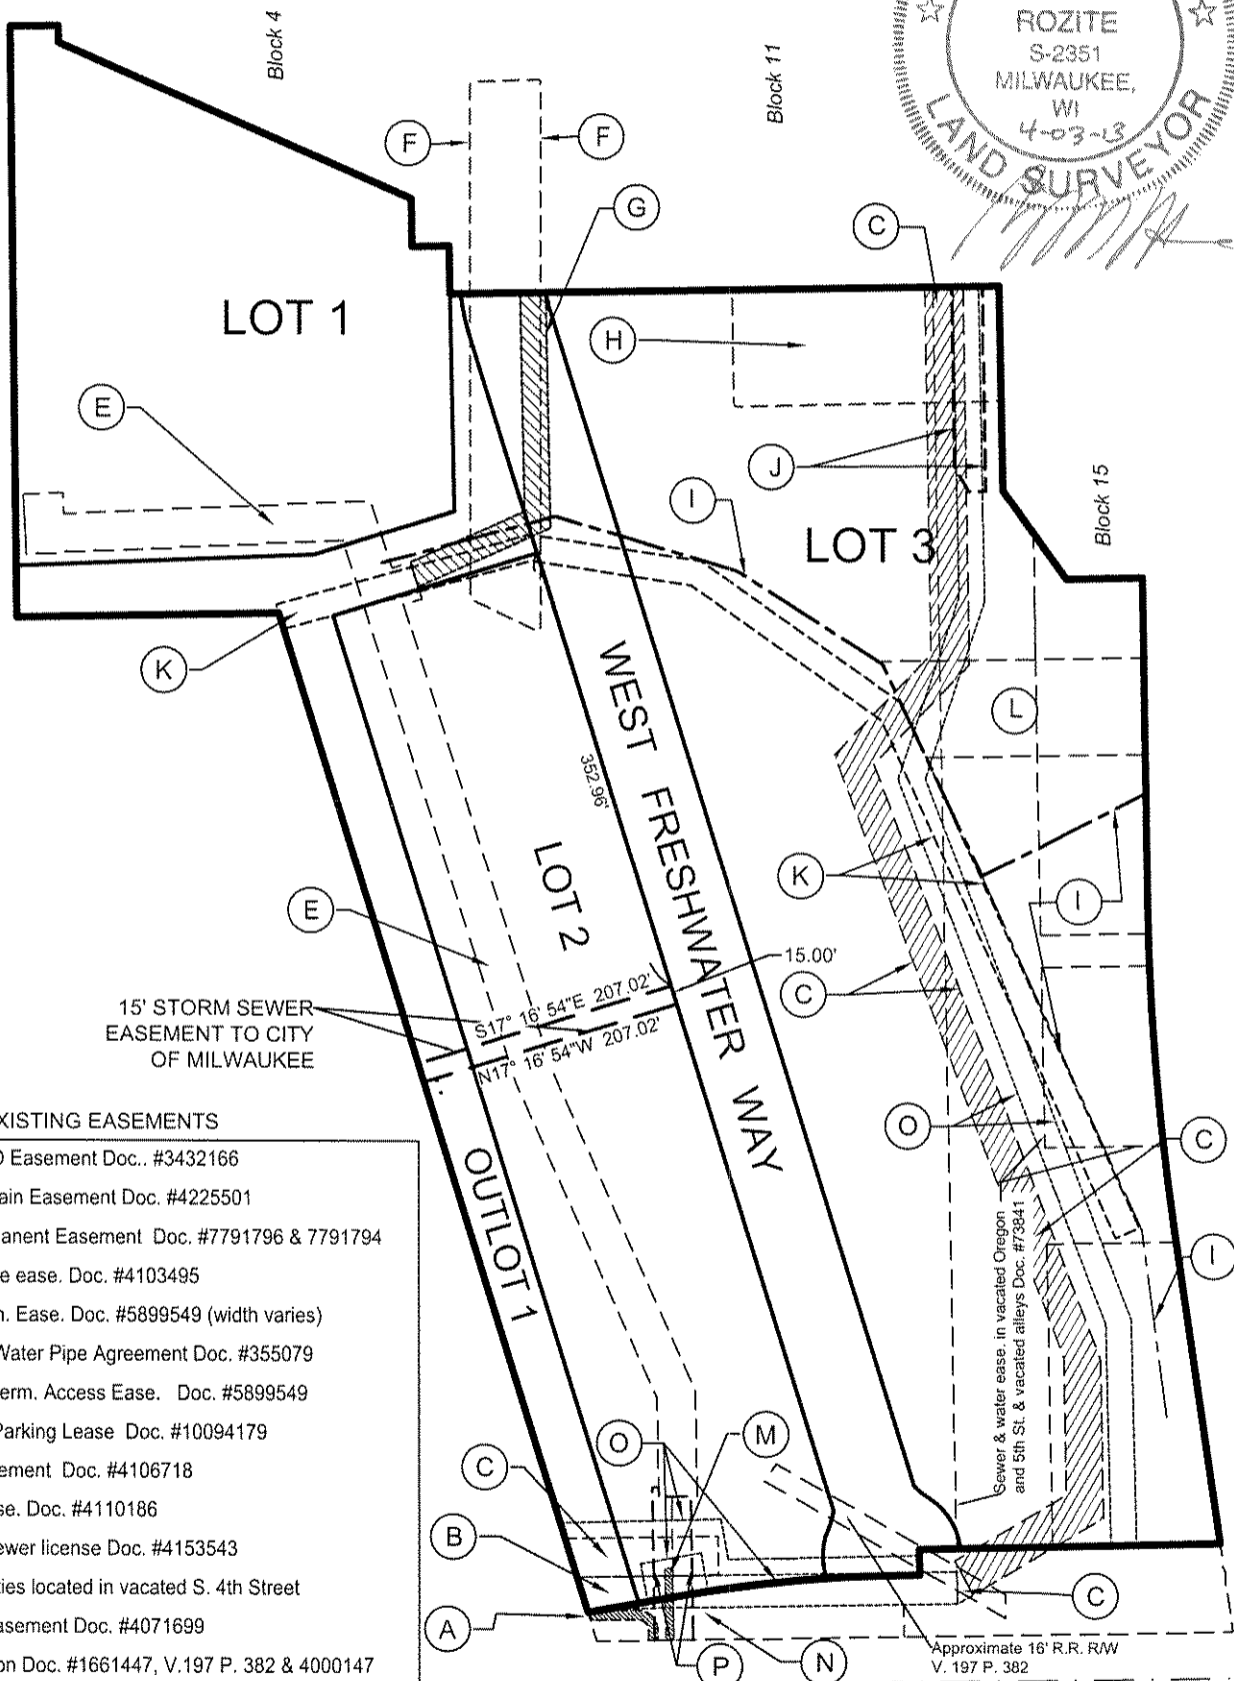 Block 4
Block 11
ROZITE
S-2351
MILWAUKEE,
WI
4-03-13
LAND SURVEYOR
F
F
G
C
LOT 1
H
E
J
I
LOT 3
Block 15
K
L
WEST FRESHWATER WAY
352.96'
LOT 2
K
I
E
15.00'
C
15' STORM SEWER
EASEMENT TO CITY
OF MILWAUKEE
S17° 16' 54"E 207.02'
N17° 16' 54"W 207.02'
O
C
XISTING EASEMENTS
Easement Doc.. #3432166
ain Easement Doc. #4225501
anent Easement Doc. #7791796 & 7791794
e ease. Doc. #4103495
. Ease. Doc. #5899549 (width varies)
Water Pipe Agreement Doc. #355079
erm. Access Ease. Doc. #5899549
Parking Lease Doc. #10094179
ement Doc. #4106718
se. Doc. #4110186
ewer license Doc. #4153543
ties located in vacated S. 4th Street
asement Doc. #4071699
on Doc. #1661447, V.197 P. 382 & 4000147
OUTLOT 1
I
Sewer & water ease. in vacated Oregon
and 5th St. & vacated alleys Doc. #73841
O
M
C
B
A
C
P
N
Approximate 16' R.R. R/W
V. 197 P. 382